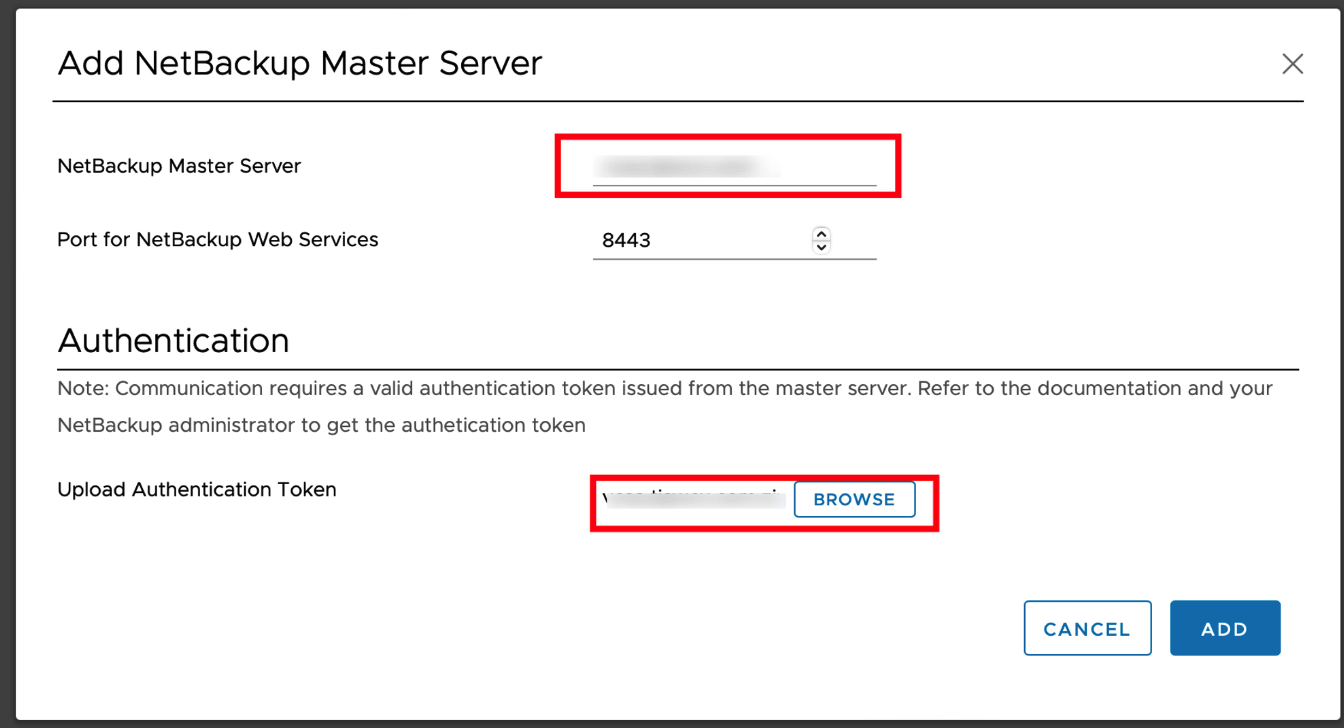 Add NetBackup Master Server
NetBackup Master Server
Port for NetBackup Web Services 8443
Authentication
Note: Communication requires a valid authentication token issued from the master server. Refer to the documentation and your
NetBackup administrator to get the authetication token
Upload Authentication Token BROWSE
CANCEL ADD